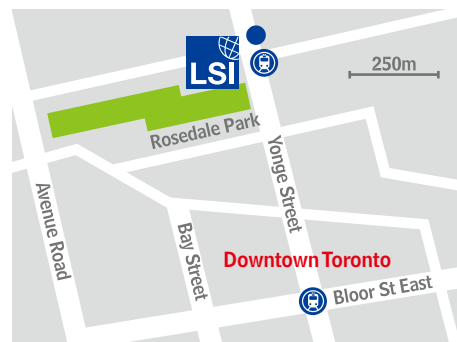 LSI
250m
Rosedale Park
Yonge Street
Avenue Road
Bay Street
Downtown Toronto
Bloor St East